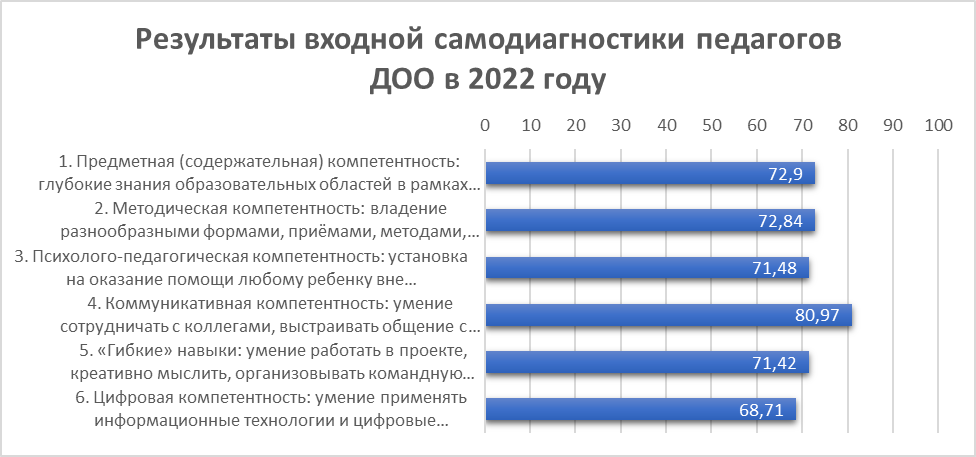 Результаты входной самодиагностики педагогов
ДОО в 2022 году
0 10 20 30 40 50 60 70 80 90 100
1. Предметная (содержательная) компетентность:
глубокие знания образовательных областей в рамках...
72,9
2. Методическая компетентность: владение
разнообразными формами, приёмами, методами,...
72,84
3. Психолого-педагогическая компетентность: установка
на оказание помощи любому ребенку вне...
71,48
4. Коммуникативная компетентность: умение
сотрудничать с коллегами, выстраивать общение с...
80,97
5. «Гибкие» навыки: умение работать в проекте,
креативно мыслить, организовывать командную...
71,42
6. Цифровая компетентность: умение применять
информационные технологии и цифровые...
68,71